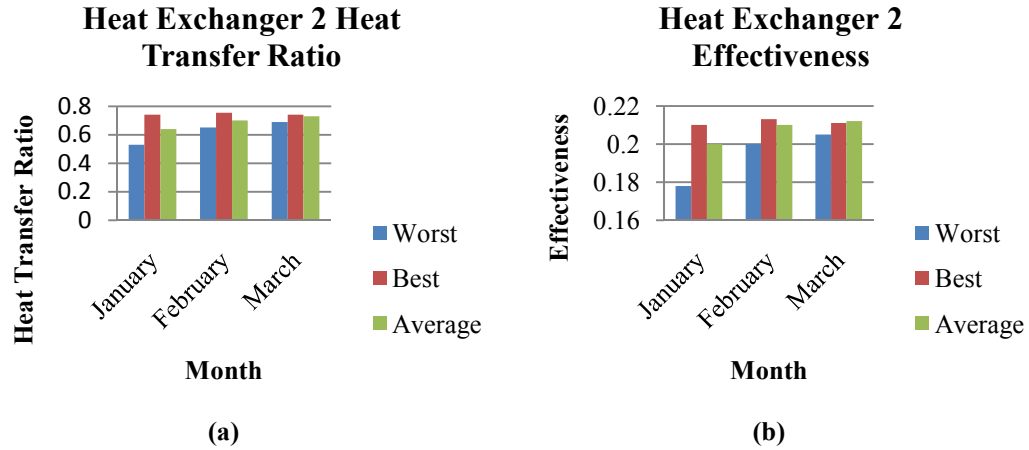 Heat Exchanger 2 Heat
Transfer Ratio
Heat Transfer Ratio
0.8
0.6
0.4
0.2
0
January
February
March
Month
Worst
Best
Average
(a)
Heat Exchanger 2
Effectiveness
Effectiveness
0.22
0.2
0.18
0.16
January
February
March
Month
Worst
Best
Average
(b)